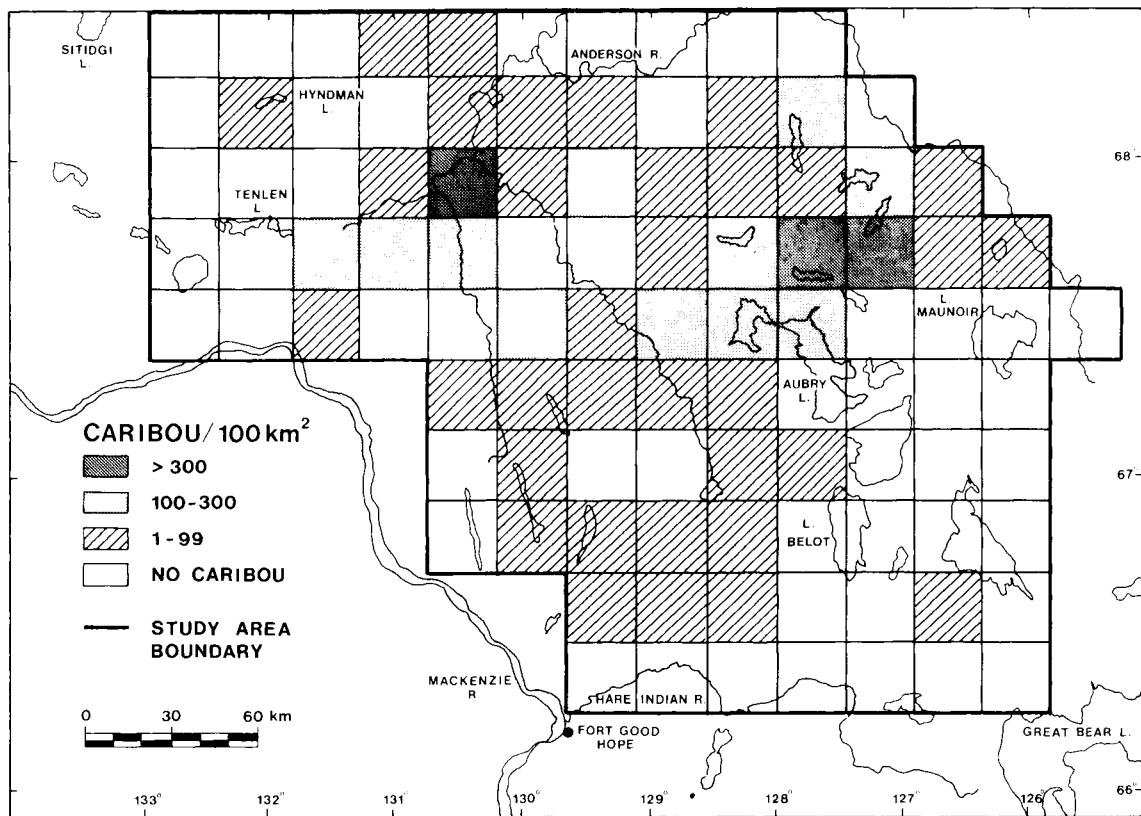 SITIDGI
L.
ANDERSON R.
HYNDMAN
L.
68°
TENLEN
L.
L.
MAUNOIR
AUBRY
L.
CARIBOU/100 km²
> 300
100-300
1-99
NO CARIBOU
STUDY AREA
BOUNDARY
67°
L.
BELOT
MACKENZIE
R
HARE INDIAN R.
0 30 60 km
FORT GOOD
HOPE
GREAT BEAR L.
133° 132° 131° 130° 129° 128° 127° 126° 66°